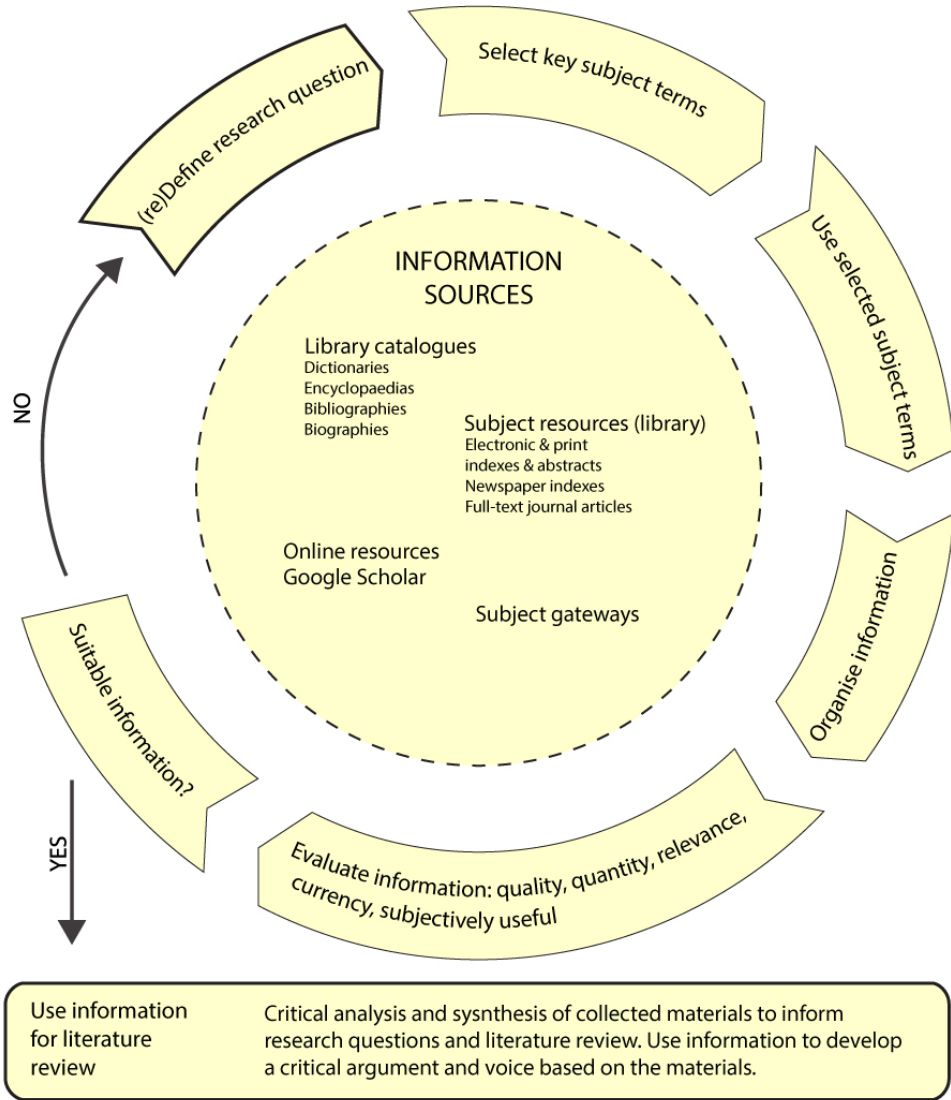 (re)Define research question
Select key subject terms
Use selected subject terms
Organise information
Evaluate information: quality, quantity, relevance,
currency, subjectively useful
Suitable information?
NO
YES
INFORMATION
SOURCES
Library catalogues
Dictionaries
Encyclopaedias
Bibliographies
Biographies
Subject resources (library)
Electronic & print
indexes & abstracts
Newspaper indexes
Full-text journal articles
Online resources
Google Scholar
Subject gateways
Use information
for literature
review
Critical analysis and sysnthesis of collected materials to inform
research questions and literature review. Use information to develop
a critical argument and voice based on the materials.